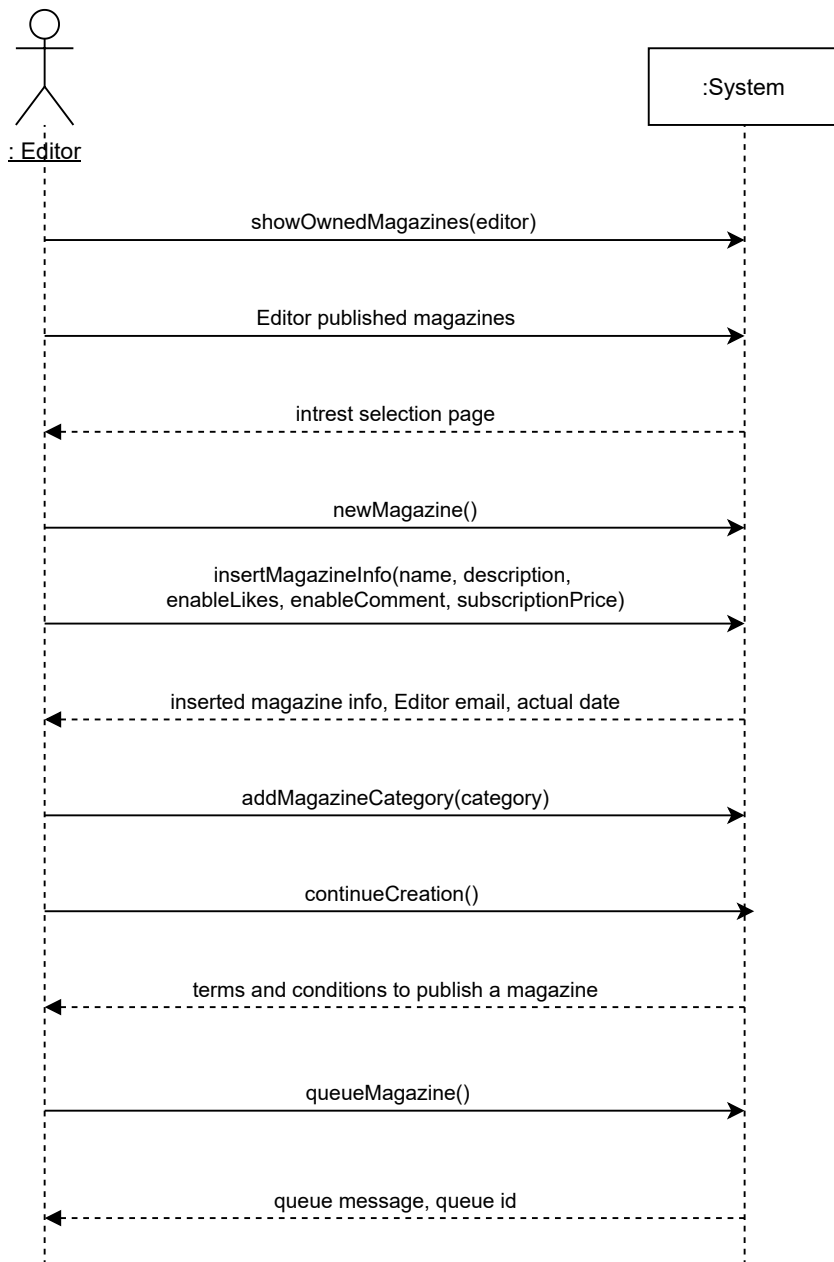 :System
: Editor
showOwnedMagazines(editor)
Editor published magazines
intrest selection page
newMagazine()
insertMagazineInfo(name, description,
enableLikes, enableComment, subscriptionPrice)
inserted magazine info, Editor email, actual date
addMagazineCategory(category)
continueCreation()
terms and conditions to publish a magazine
queueMagazine()
queue message, queue id